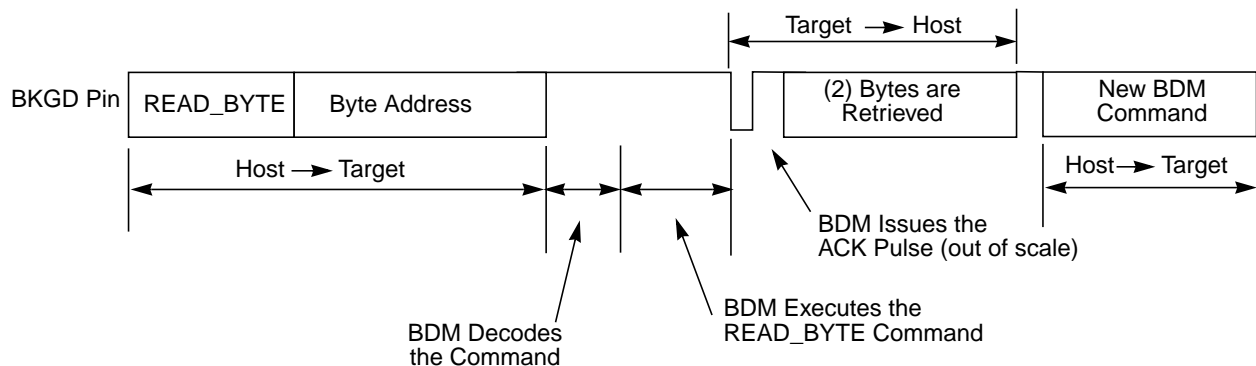 Target → Host
BKGD Pin
READ_BYTE
Byte Address
(2) Bytes are
Retrieved
New BDM
Command
Host → Target
Host → Target
BDM Issues the
ACK Pulse (out of scale)
BDM Executes the
READ_BYTE Command
BDM Decodes
the Command